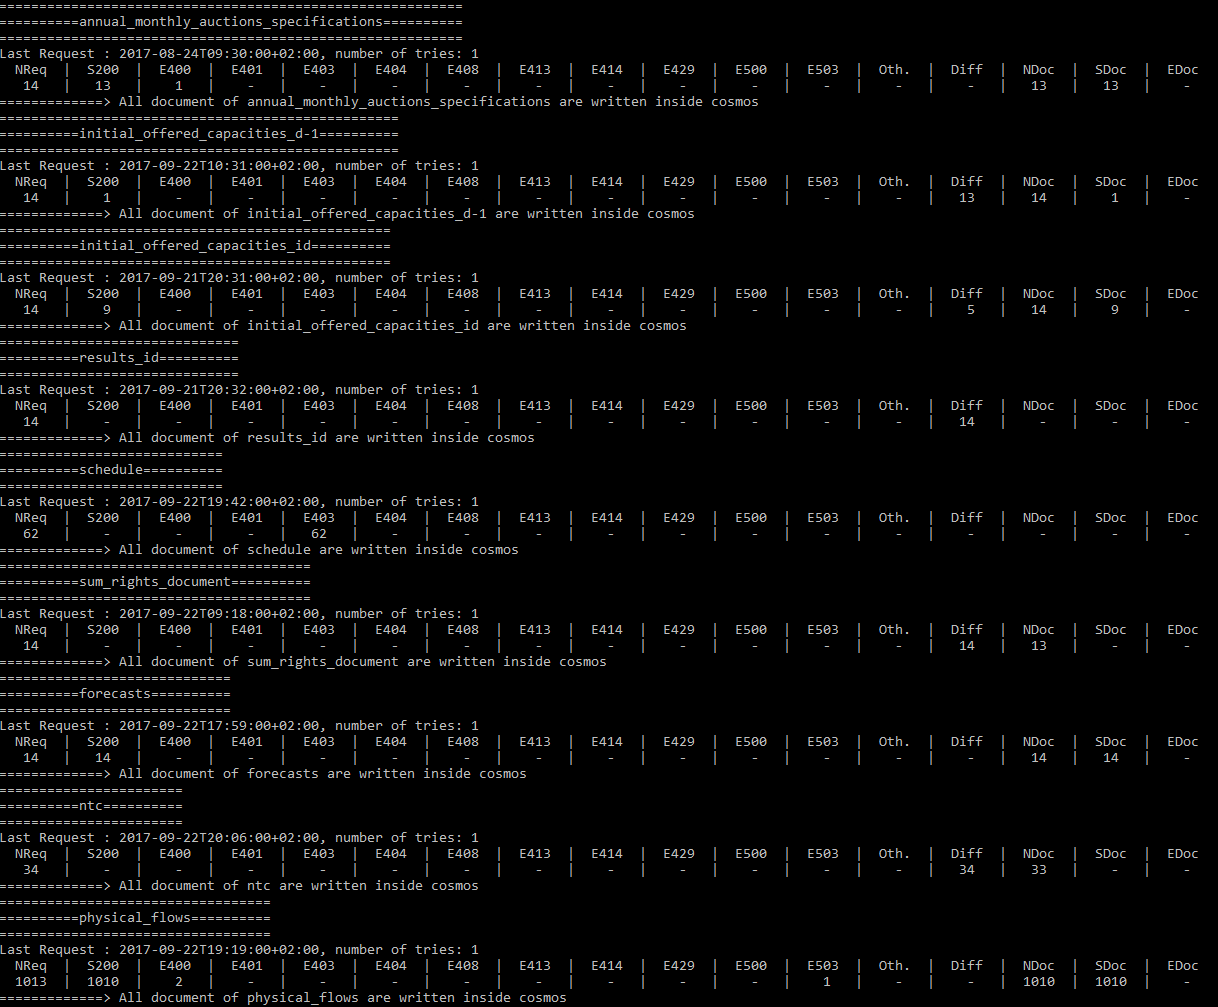 ==========================================================
==========annual_monthly_auctions_specifications==========
==========================================================
Last Request : 2017-08-24T09:30:00+02:00, number of tries: 1
NReq | S200 | E400 | E401 | E403 | E404 | E408 | E413 | E414 | E429 | E500 | E503 | Oth. | Diff | NDoc | SDoc | EDoc
14 | 13 | 1 | - | - | - | - | - | - | - | - | - | - | - | 13 | 13 | -
=============> All document of annual_monthly_auctions_specifications are written inside cosmos
==================================================
==========initial_offered_capacities_d-1==========
==================================================
Last Request : 2017-09-22T10:31:00+02:00, number of tries: 1
NReq | S200 | E400 | E401 | E403 | E404 | E408 | E413 | E414 | E429 | E500 | E503 | Oth. | Diff | NDoc | SDoc | EDoc
14 | 1 | - | - | - | - | - | - | - | - | - | - | - | 13 | 14 | 1 | -
=============> All document of initial_offered_capacities_d-1 are written inside cosmos
=================================================
==========initial_offered_capacities_id==========
=================================================
Last Request : 2017-09-21T20:31:00+02:00, number of tries: 1
NReq | S200 | E400 | E401 | E403 | E404 | E408 | E413 | E414 | E429 | E500 | E503 | Oth. | Diff | NDoc | SDoc | EDoc
14 | 9 | - | - | - | - | - | - | - | - | - | - | - | 5 | 14 | 9 | -
=============> All document of initial_offered_capacities_id are written inside cosmos
==============================
==========results_id==========
==============================
Last Request : 2017-09-21T20:32:00+02:00, number of tries: 1
NReq | S200 | E400 | E401 | E403 | E404 | E408 | E413 | E414 | E429 | E500 | E503 | Oth. | Diff | NDoc | SDoc | EDoc
14 | - | - | - | - | - | - | - | - | - | - | - | - | 14 | - | - | -
=============> All document of results_id are written inside cosmos
============================
==========schedule==========
============================
Last Request : 2017-09-22T19:42:00+02:00, number of tries: 1
NReq | S200 | E400 | E401 | E403 | E404 | E408 | E413 | E414 | E429 | E500 | E503 | Oth. | Diff | NDoc | SDoc | EDoc
62 | - | - | - | 62 | - | - | - | - | - | - | - | - | - | - | - | -
=============> All document of schedule are written inside cosmos
=======================================
==========sum_rights_document==========
=======================================
Last Request : 2017-09-22T09:18:00+02:00, number of tries: 1
NReq | S200 | E400 | E401 | E403 | E404 | E408 | E413 | E414 | E429 | E500 | E503 | Oth. | Diff | NDoc | SDoc | EDoc
14 | - | - | - | - | - | - | - | - | - | - | - | - | 14 | 13 | - | -
=============> All document of sum_rights_document are written inside cosmos
=============================
==========forecasts==========
=============================
Last Request : 2017-09-22T17:59:00+02:00, number of tries: 1
NReq | S200 | E400 | E401 | E403 | E404 | E408 | E413 | E414 | E429 | E500 | E503 | Oth. | Diff | NDoc | SDoc | EDoc
14 | 14 | - | - | - | - | - | - | - | - | - | - | - | - | 14 | 14 | -
=============> All document of forecasts are written inside cosmos
=======================
==========ntc==========
=======================
Last Request : 2017-09-22T20:06:00+02:00, number of tries: 1
NReq | S200 | E400 | E401 | E403 | E404 | E408 | E413 | E414 | E429 | E500 | E503 | Oth. | Diff | NDoc | SDoc | EDoc
34 | - | - | - | - | - | - | - | - | - | - | - | - | 34 | 33 | - | -
=============> All document of ntc are written inside cosmos
==================================
==========physical_flows==========
==================================
Last Request : 2017-09-22T19:19:00+02:00, number of tries: 1
NReq | S200 | E400 | E401 | E403 | E404 | E408 | E413 | E414 | E429 | E500 | E503 | Oth. | Diff | NDoc | SDoc | EDoc
1013 | 1010 | 2 | - | - | - | - | - | - | - | - | 1 | - | - | 1010 | 1010 | -
=============> All document of physical_flows are written inside cosmos